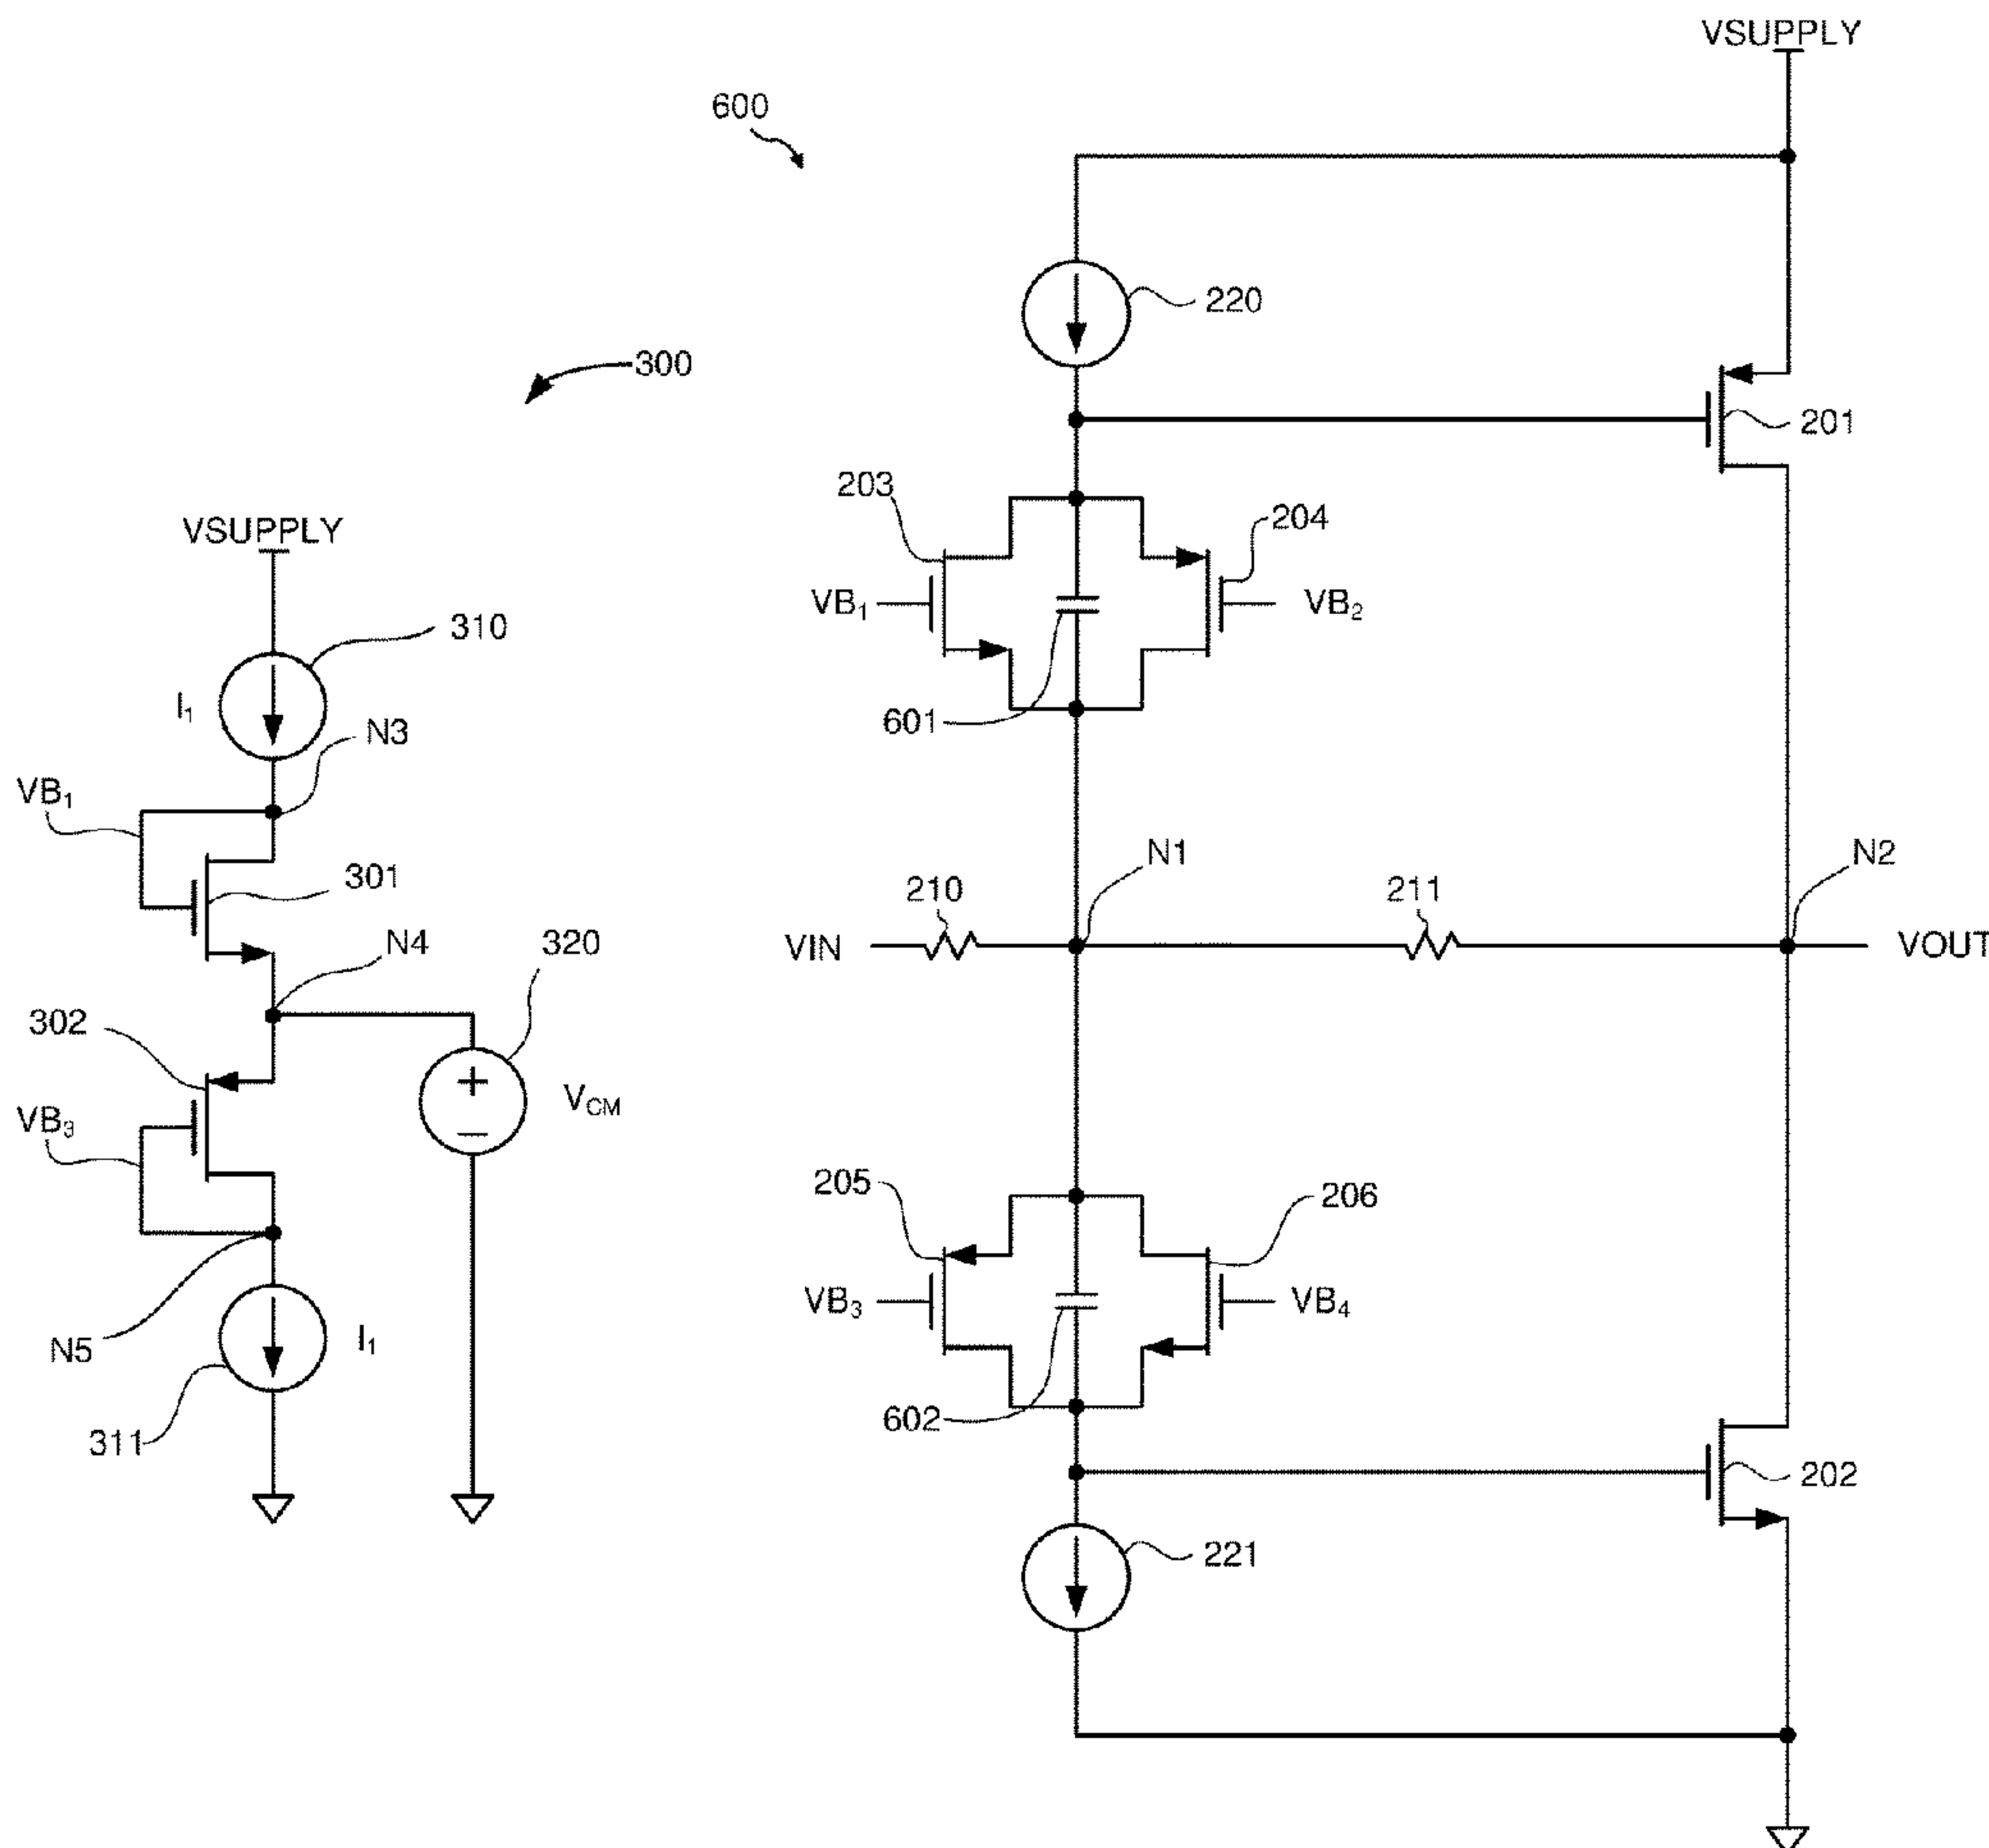 VSUPPLY
600
220
300
201
203
204
VSUPPLY
VB₁
VB₂
310
I₁
601
N3
VB₁
N1
N2
301
210
211
N4
320
VIN
VOUT
302
V_CM
VB₃
205
206
VB₃
VB₄
N5
I₁
602
311
202
221